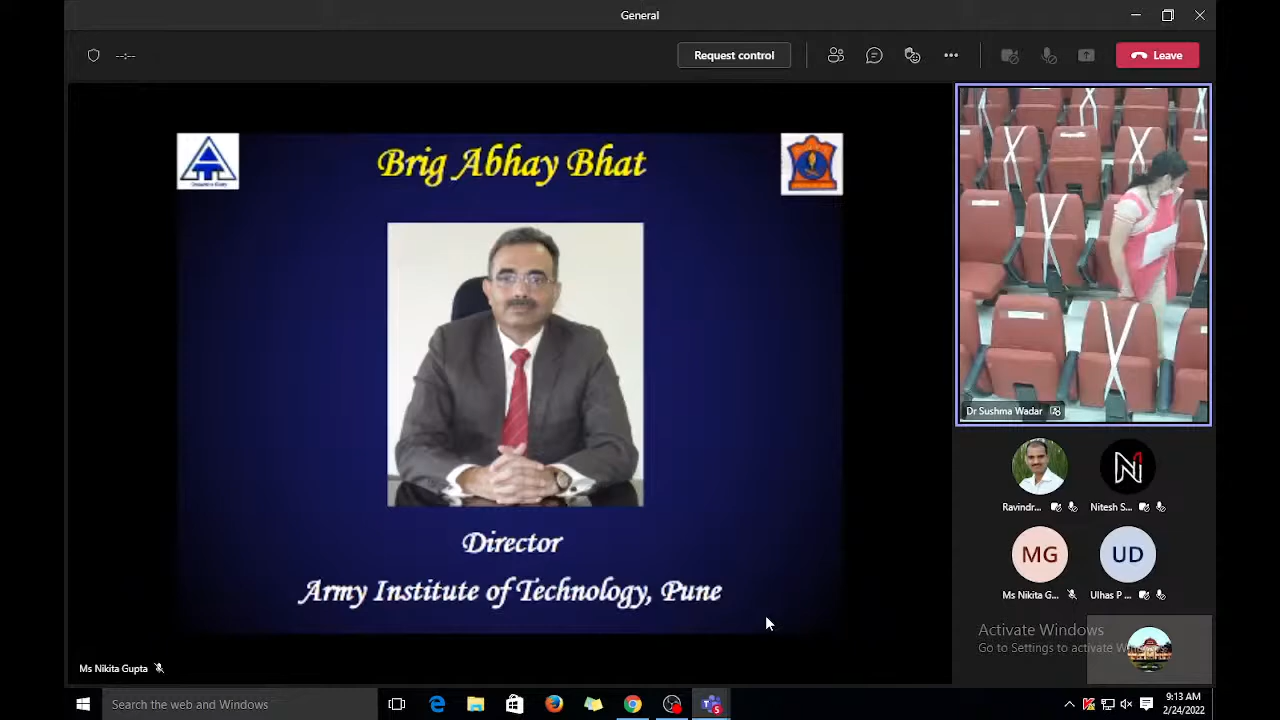 General
Request control
Leave
Brig Abhay Bhat
Director
Army Institute of Technology, Pune
Ms Nikita Gupta
Dr Sushma Wadar
Ravindr...
Nitesh S...
MG
UD
Ms Nikita G...
Ulhas P ...
Activate Windows
Go to Settings to activate
Search the web and Windows
9:13 AM
2/24/2022